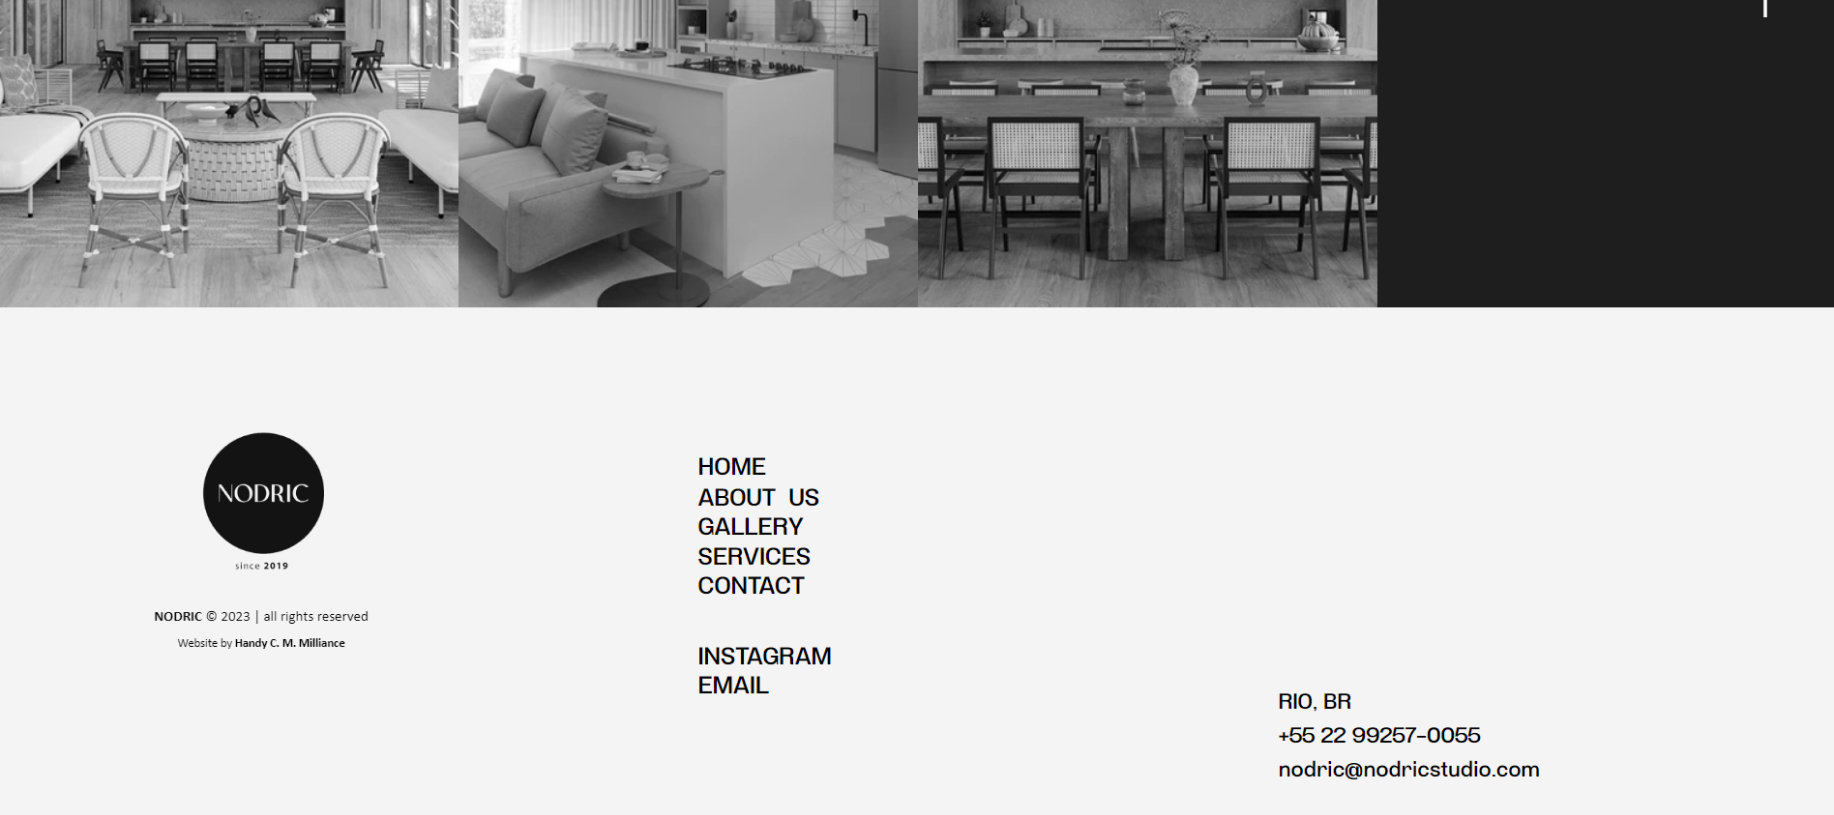 NODRIC
since 2019
NODRIC © 2023 | all rights reserved
Website by Handy C. M. Milliance
HOME
ABOUT US
GALLERY
SERVICES
CONTACT
INSTAGRAM
EMAIL
RIO, BR
+55 22 99257-0055
nodric@nodricstudio.com